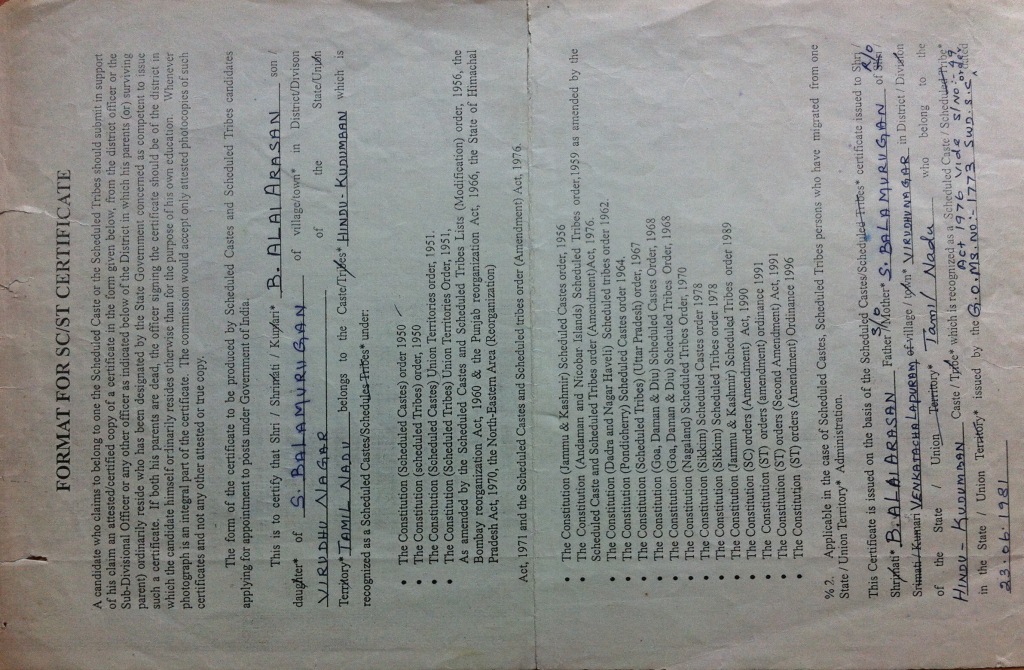 FORMAT FOR SC/ST CERTIFICATE
A candidate who claims to belong to one the Scheduled Caste or the Scheduled Tribes should submit in support
of his claim an attested/certified copy of a certificate in the form given below, from the district officer or the
Sub-Divisional Officer or any other officer as indicated below of the District in which his parents (or) surviving
parent) ordinarily reside who has been designated by the State Government concerned as competent to issue
such a certificate. If both his parents are dead, the officer signing the certificate should be of the district in
which the candidate himself ordinarily resides otherwise than for the purpose of his own education. Whenever
photograph is an integral part of the certificate. The commission would accept only attested photocopies of such
certificates and not any other attested or true copy.
The form of the certificate to be produced by Scheduled Castes and Scheduled Tribes candidates
applying for appointment to posts under Government of India.
This is to certify that Shri / Shrimati / Kumari* B. ALAI ARASAN son /
daughter* of S. BALAMURUGAN of village/town* in District/Divison
VIRUDHU NAGAR of the State/Union
Territory* TAMIL NADU belongs to the Caste/Tribes* HINDU - KUDUMBAN which is
recognized as a Scheduled Castes/Schedules Tribes* under:
• The Constitution (Scheduled Castes) order 1950
• The Constitution (scheduled Tribes) order, 1950
• The Constitution (Scheduled Castes) Union Territories order, 1951.
• The Constitution (Scheduled Tribes) Union Territories Order, 1951,
As amended by the Scheduled Castes and Scheduled Tribes Lists (Modification) order, 1956, the
Bombay reorganization Act, 1960 & the Punjab reorganization Act, 1966, the State of Himachal
Pradesh Act, 1970, the North-Eastern Area (Reorganization)
Act, 1971 and the Scheduled Castes and Scheduled tribes order (Amendment) Act, 1976.
• The Constitution (Jammu & Kashmir) Scheduled Castes order, 1956
• The Constitution (Andaman and Nicobar Islands) Scheduled Tribes order,1959 as amended by the
Scheduled Caste and Scheduled Tribes order (Amendment)Act, 1976.
• The Constitution (Dadra and Nagar Haveli) Scheduled tribes order 1962.
• The Constitution (Pondicherry) Scheduled Castes order 1964.
• The Constitution (Scheduled Tribes) (Uttar Pradesh) order, 1967
• The Constitution (Goa, Daman & Diu) Scheduled Castes Order, 1968
• The Constitution (Goa, Daman & Diu) Scheduled Tribes Order, 1968
• The Constitution (Nagaland) Scheduled Tribes Order, 1970
• The Constitution (Sikkim) Scheduled Castes order 1978
• The Constitution (Sikkim) Scheduled Tribes order 1978
• The Constitution (Jammu & Kashmir) Scheduled Tribes order 1989
• The Constitution (SC) orders (Amendment) Act, 1990
• The Constitution (ST) orders (amendment) ordinance 1991
• The Constitution (ST) orders (Second Amendment) Act, 1991
• The Constitution (ST) orders (Amendment) Ordinance 1996
% 2. Applicable in the case of Scheduled Castes, Scheduled Tribes persons who have migrated from one
State / Union Territory* Administration.
This Certificate is issued on the basis of the Scheduled Castes/Scheduled Tribes* certificate issued to Shri /
S/o R/o
Shrimati* B. ALAI ARASAN Father/Mother* S. BALAMURUGAN of Shri /
Srimati / Kumari VENKATACHALAPURAM of village / town* VIRUDHUNAGAR in District / Division
of the State / Union Territory* Tamil Nadu who belong to the
HINDU - KUDUMBAN Caste / Tribe* which is recognized as a Scheduled Caste / Scheduled Tribe*
Act 1976 Vide S/No:- 49 order
in the State / Union Territory* issued by the G.O.MS.NO:- 1773 SWD.S.C dated
23.06.1981